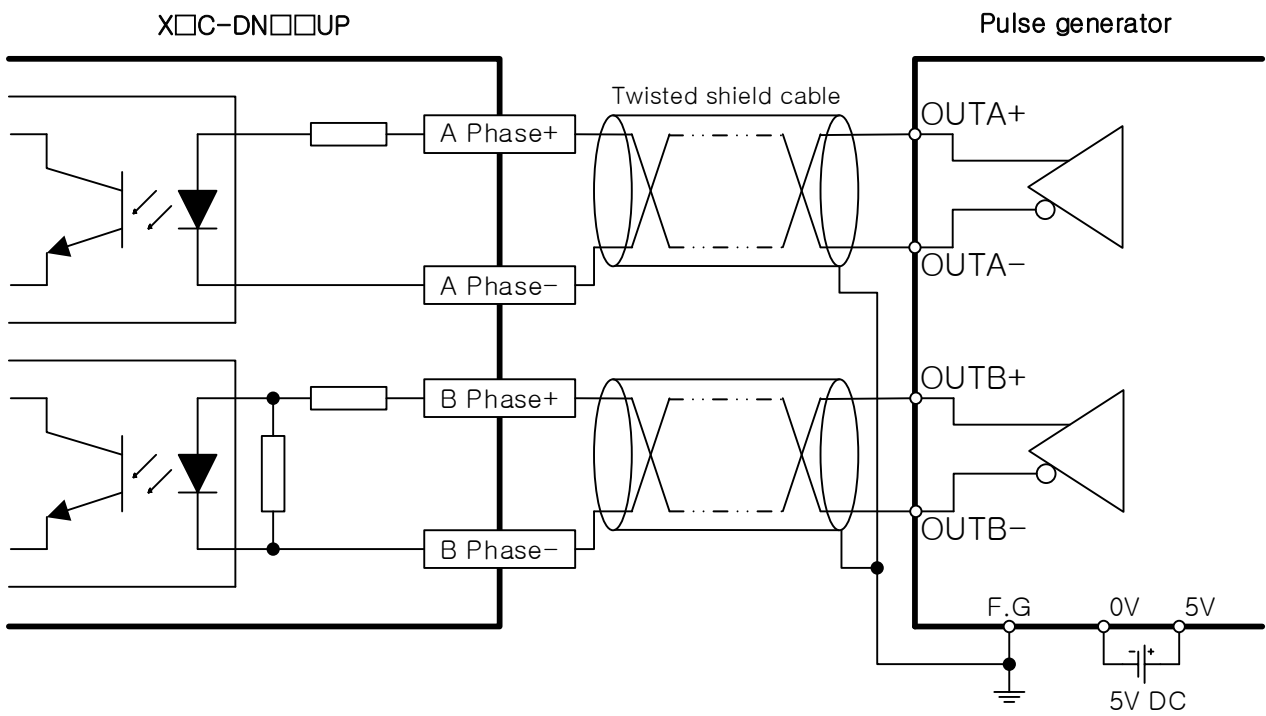 X□C-DN□□UP
Pulse generator
Twisted shield cable
OUTA+
A Phase+
OUTA-
A Phase-
OUTB+
B Phase+
OUTB-
B Phase-
F.G 0V 5V
- +
5V DC